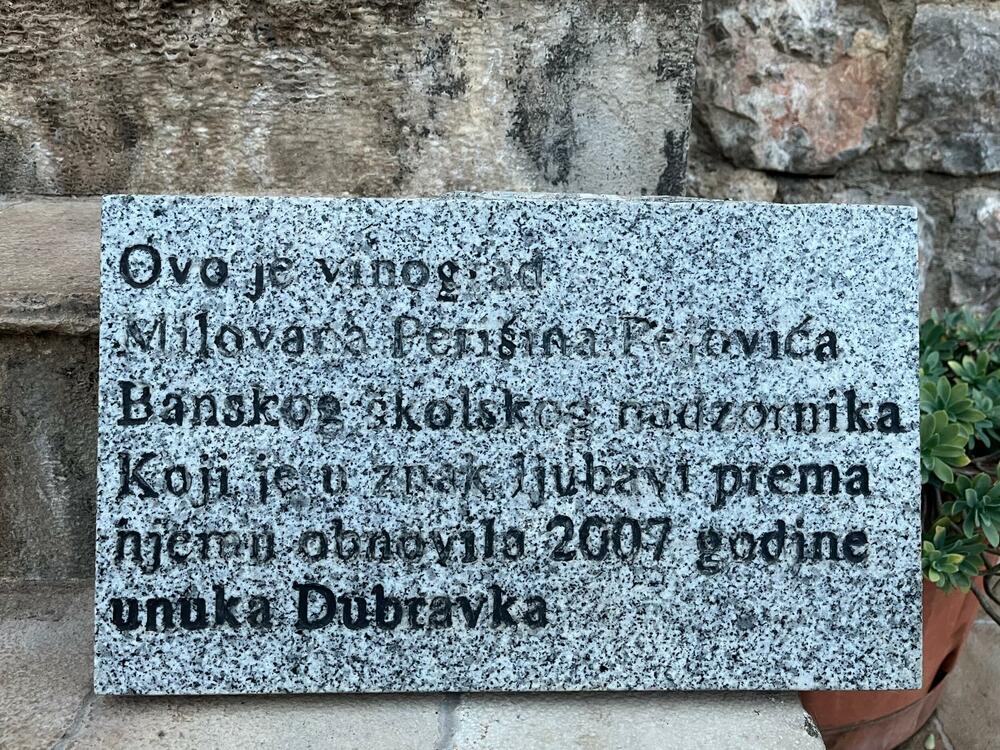 Ovo je vinograd
Milovana Perišina Pejovića
Banskog školskog nadzornika
Koji je u znak ljubavi prema
njemu obnovila 2007 godine
unuka Dubravka